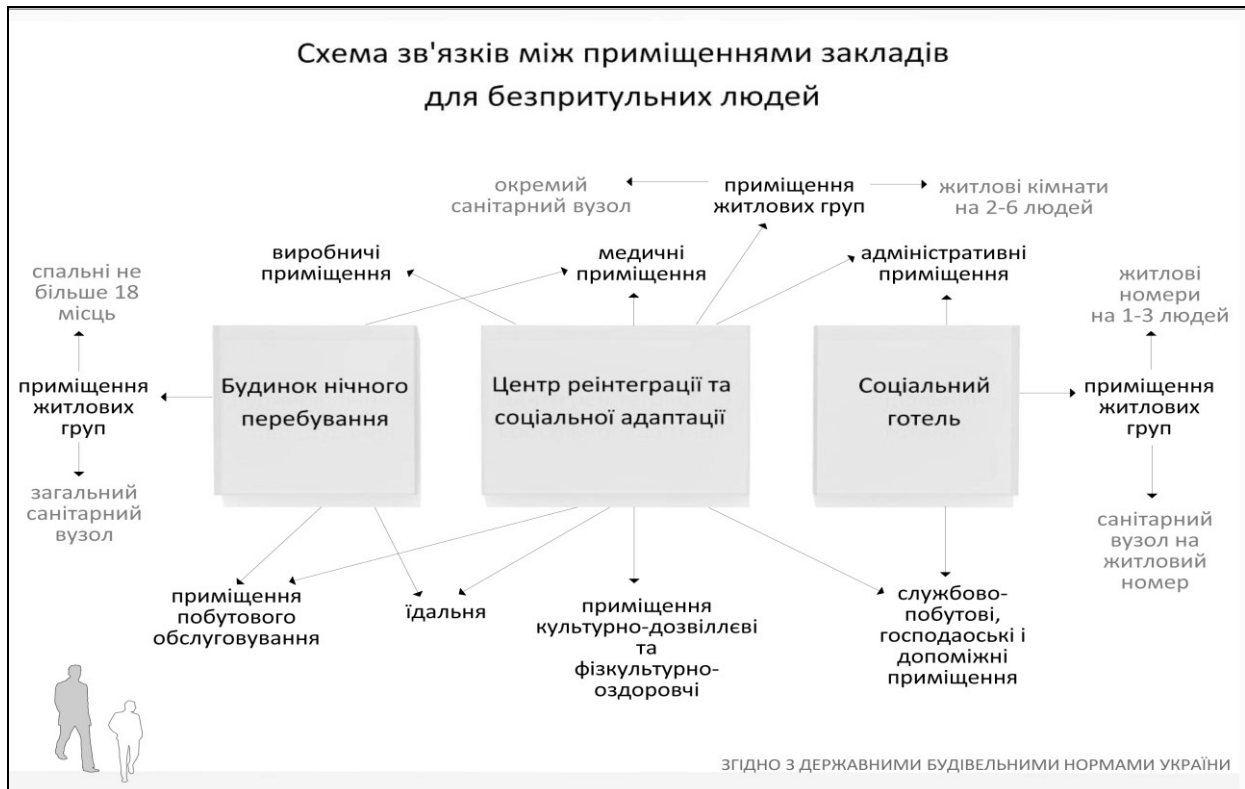 Схема зв'язків між приміщеннями закладів
для безпритульних людей
окремий
санітарний вузол
приміщення
житлових груп
житлові кімнати
на 2-6 людей
виробничі
приміщення
медичні
приміщення
адміністративні
приміщення
спальні не
більше 18
місць
житлові
номери
на 1-3 людей
приміщення
житлових
груп
Будинок нічного
перебування
Центр реінтеграції та
соціальної адаптації
Соціальний
готель
приміщення
житлових
груп
загальний
санітарний
вузол
санітарний
вузол на
житловий
номер
приміщення
побутового
обслуговування
їдальня
приміщення
культурно-дозвіллєві
та
фізкультурно-
оздоровчі
службово-
побутові,
господаоські і
допоміжні
приміщення
ЗГІДНО З ДЕРЖАВНИМИ БУДІВЕЛЬНИМИ НОРМАМИ УКРАЇНИ